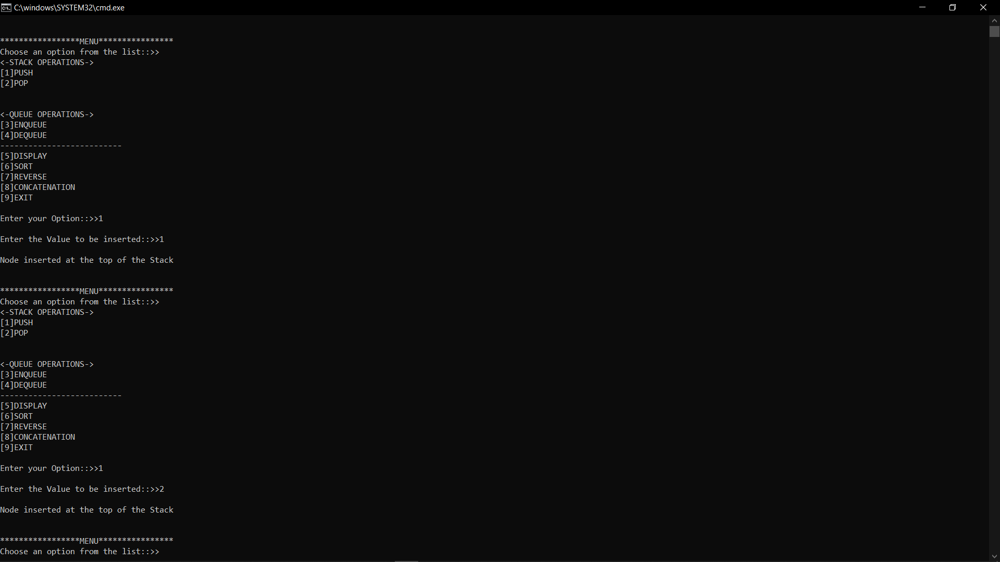 C:\windows\SYSTEM32\cmd.exe
*****************MENU****************
Choose an option from the list::>>
<-STACK OPERATIONS->
[1]PUSH
[2]POP
<-QUEUE OPERATIONS->
[3]ENQUEUE
[4]DEQUEUE
--------------------------
[5]DISPLAY
[6]SORT
[7]REVERSE
[8]CONCATENATION
[9]EXIT
Enter your Option::>>1
Enter the Value to be inserted::>>1
Node inserted at the top of the Stack
*****************MENU****************
Choose an option from the list::>>
<-STACK OPERATIONS->
[1]PUSH
[2]POP
<-QUEUE OPERATIONS->
[3]ENQUEUE
[4]DEQUEUE
--------------------------
[5]DISPLAY
[6]SORT
[7]REVERSE
[8]CONCATENATION
[9]EXIT
Enter your Option::>>1
Enter the Value to be inserted::>>2
Node inserted at the top of the Stack
*****************MENU****************
Choose an option from the list::>>